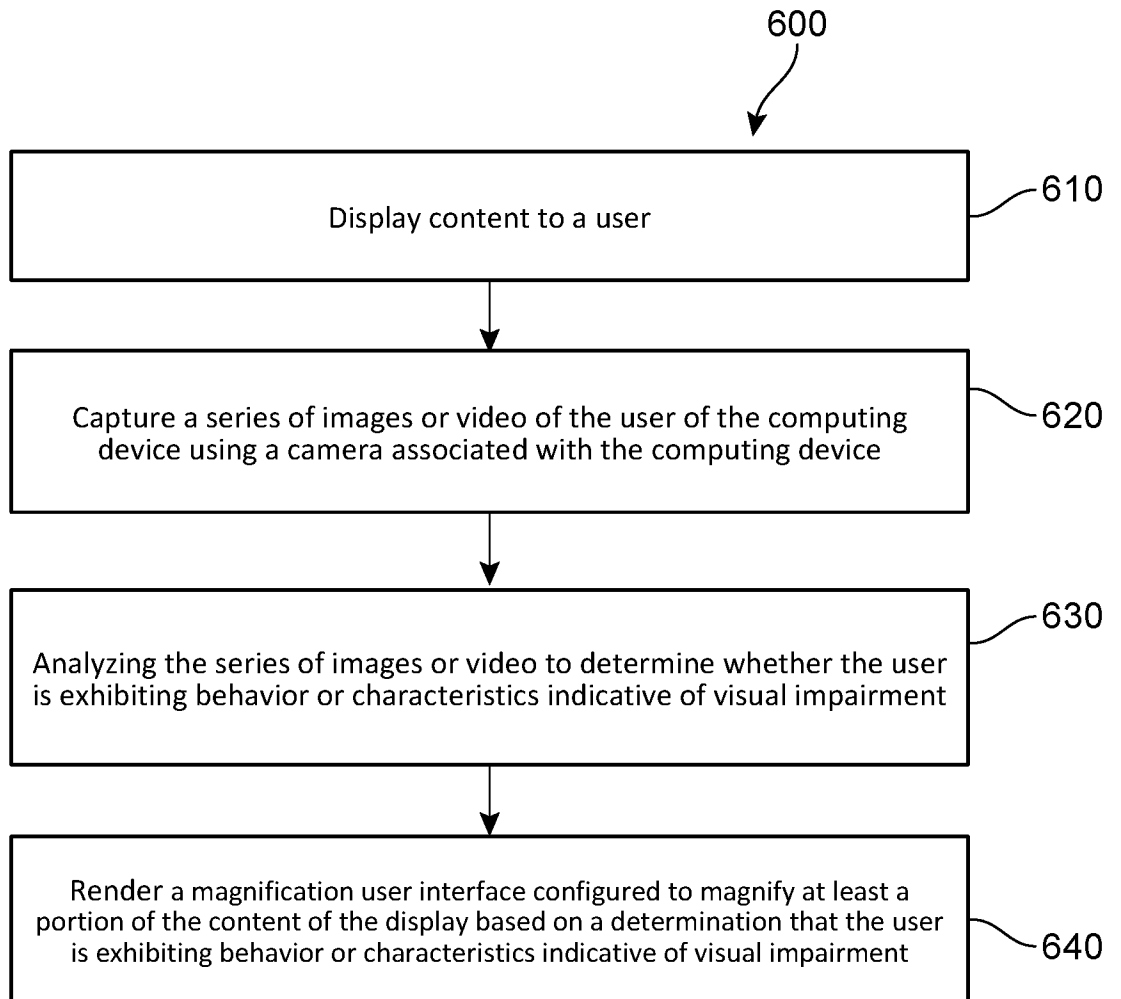 600
Display content to a user
610
Capture a series of images or video of the user of the computing
device using a camera associated with the computing device
620
Analyzing the series of images or video to determine whether the user
is exhibiting behavior or characteristics indicative of visual impairment
630
Render a magnification user interface configured to magnify at least a
portion of the content of the display based on a determination that the user
is exhibiting behavior or characteristics indicative of visual impairment
640